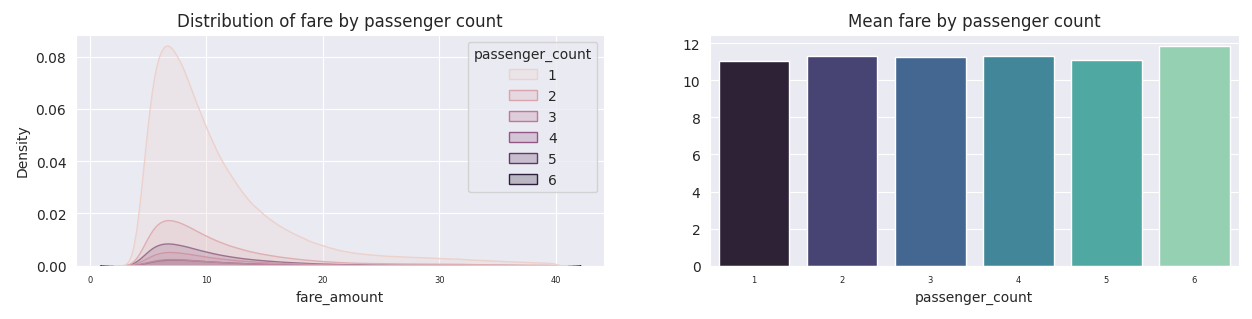 Distribution of fare by passenger count
Density
0.08
0.06
0.04
0.02
0.00
passenger_count
1
2
3
4
5
6
0 10 20 30 40
fare_amount
Mean fare by passenger count
12
10
8
6
4
2
0
1 2 3 4 5 6
passenger_count